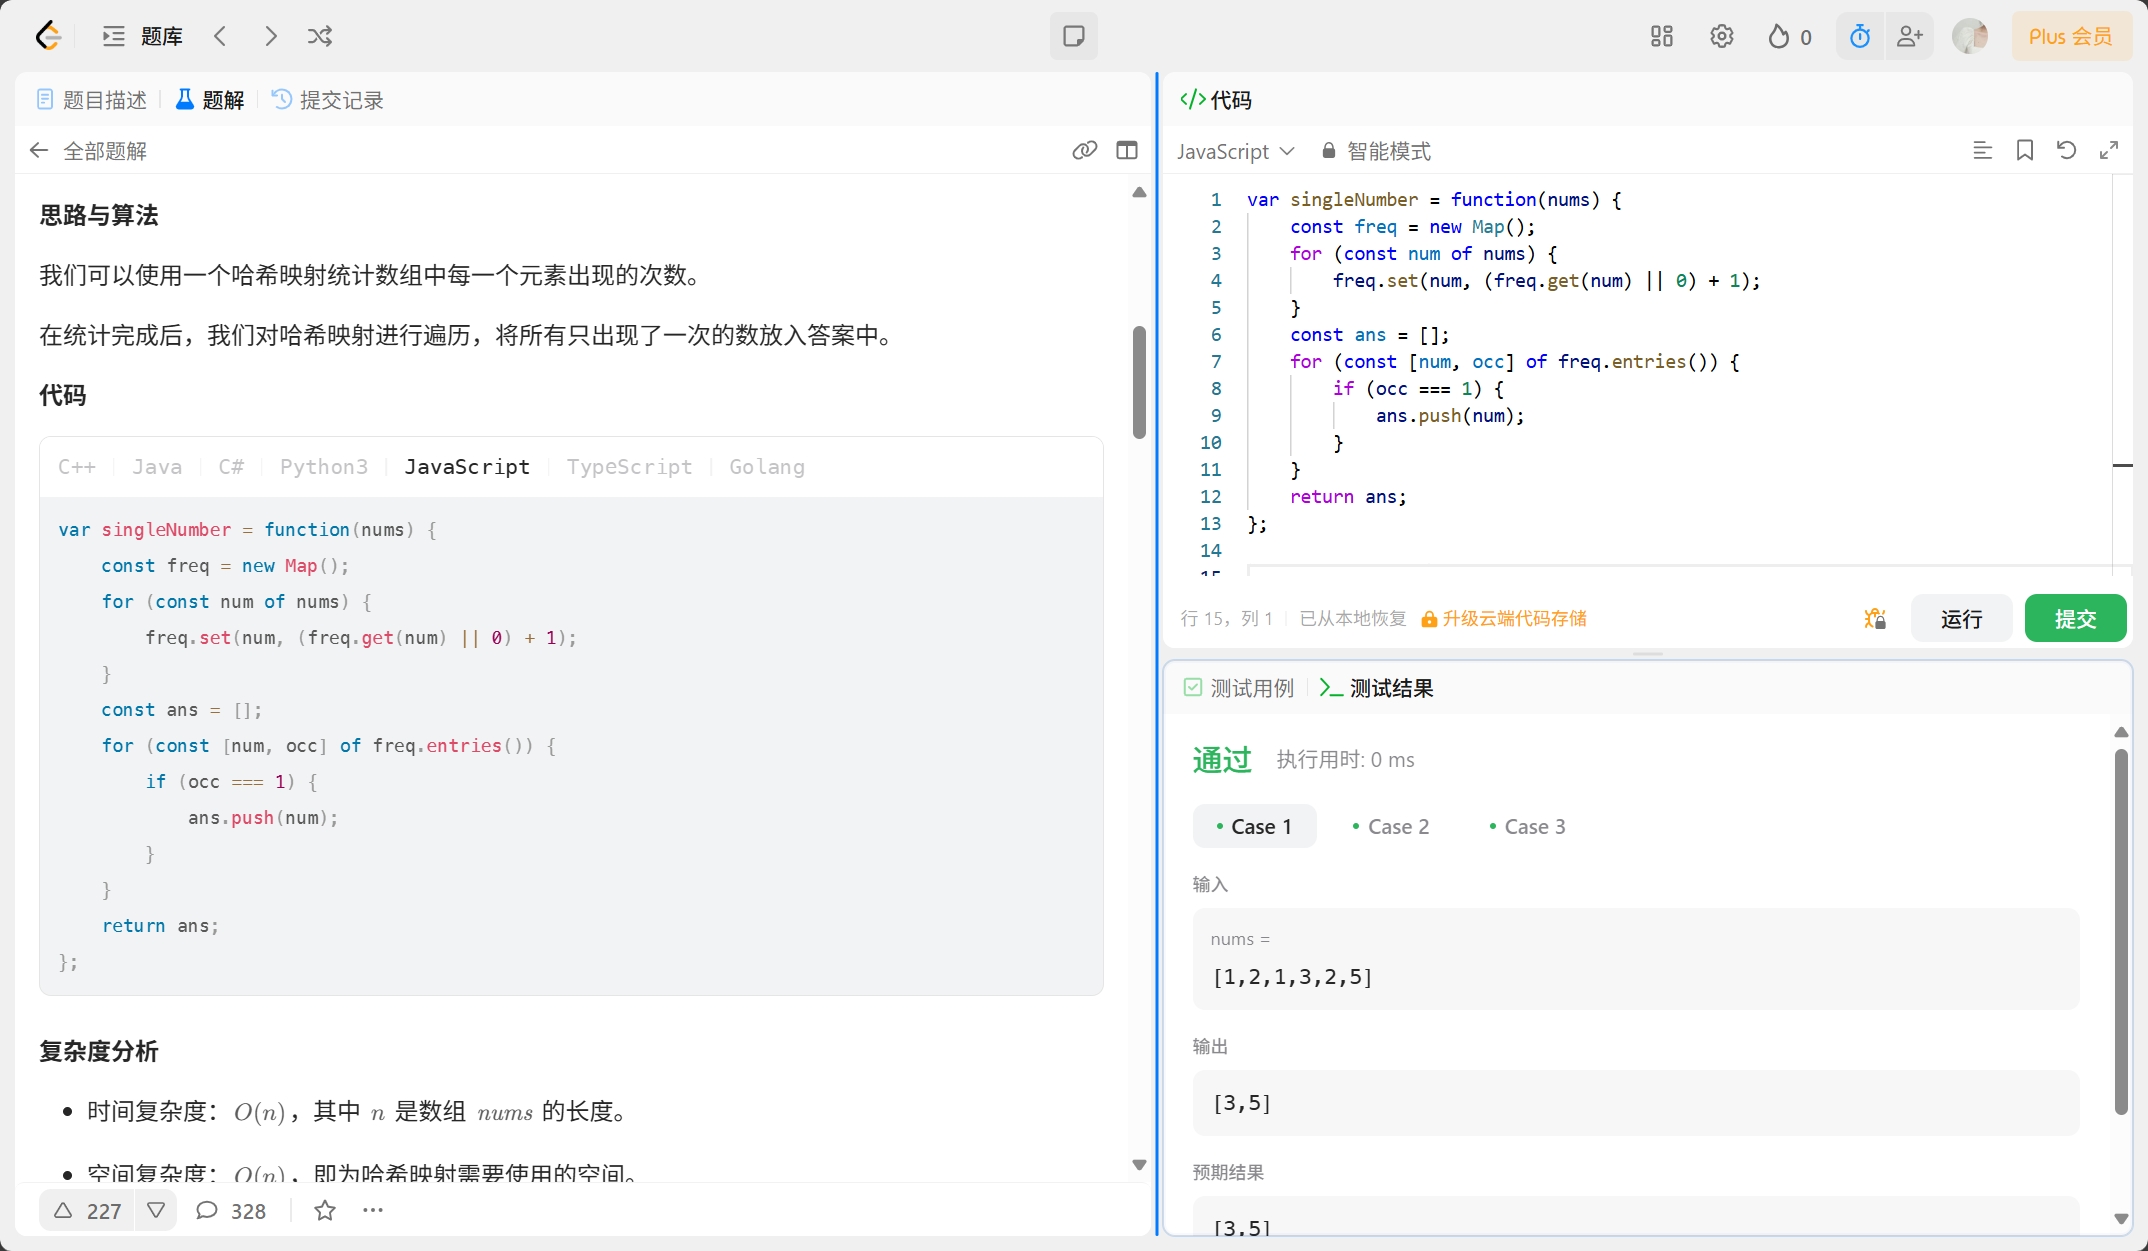 题库
0
Plus 会员
题目描述
题解
提交记录
全部题解
思路与算法
我们可以使用一个哈希映射统计数组中每一个元素出现的次数。
在统计完成后，我们对哈希映射进行遍历，将所有只出现了一次的数放入答案中。
代码
C++ Java C# Python3 JavaScript TypeScript Golang
var singleNumber = function(nums) {
    const freq = new Map();
    for (const num of nums) {
        freq.set(num, (freq.get(num) || 0) + 1);
    }
    const ans = [];
    for (const [num, occ] of freq.entries()) {
        if (occ === 1) {
            ans.push(num);
        }
    }
    return ans;
};
复杂度分析
• 时间复杂度：O(n)，其中 n 是数组 nums 的长度。
• 空间复杂度：O(n)，即为哈希映射需要使用的空间。
227
328
代码
JavaScript 智能模式
1 var singleNumber = function(nums) {
2     const freq = new Map();
3     for (const num of nums) {
4         freq.set(num, (freq.get(num) || 0) + 1);
5     }
6     const ans = [];
7     for (const [num, occ] of freq.entries()) {
8         if (occ === 1) {
9             ans.push(num);
10         }
11     }
12     return ans;
13 };
14
15
行 15，列 1 已从本地恢复 升级云端代码存储
运行
提交
测试用例
测试结果
通过 执行用时: 0 ms
• Case 1 • Case 2 • Case 3
输入
nums =
[1,2,1,3,2,5]
输出
[3,5]
预期结果
[3,5]